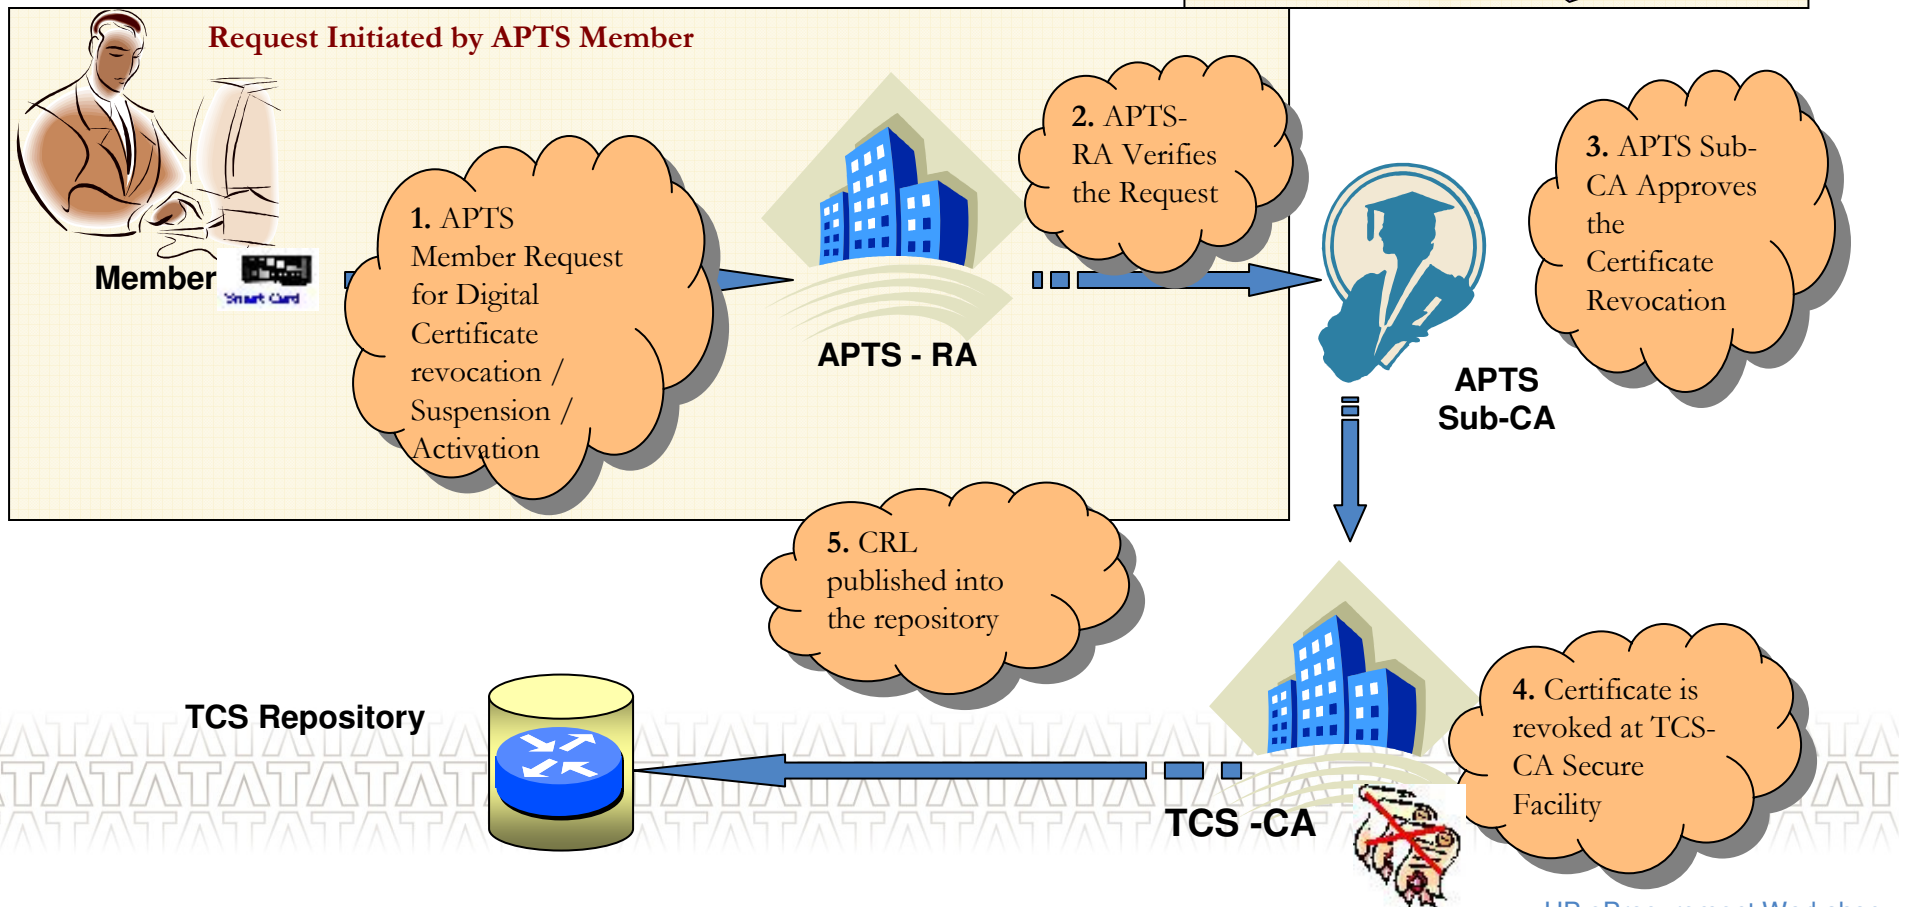 Request Initiated by APTS Member
Member
Smart Card
1. APTS
Member Request
for Digital
Certificate
revocation /
Suspension /
Activation
APTS - RA
2. APTS-
RA Verifies
the Request
APTS
Sub-CA
3. APTS Sub-
CA Approves
the
Certificate
Revocation
TCS -CA
4. Certificate is
revoked at TCS-
CA Secure
Facility
5. CRL
published into
the repository
TCS Repository